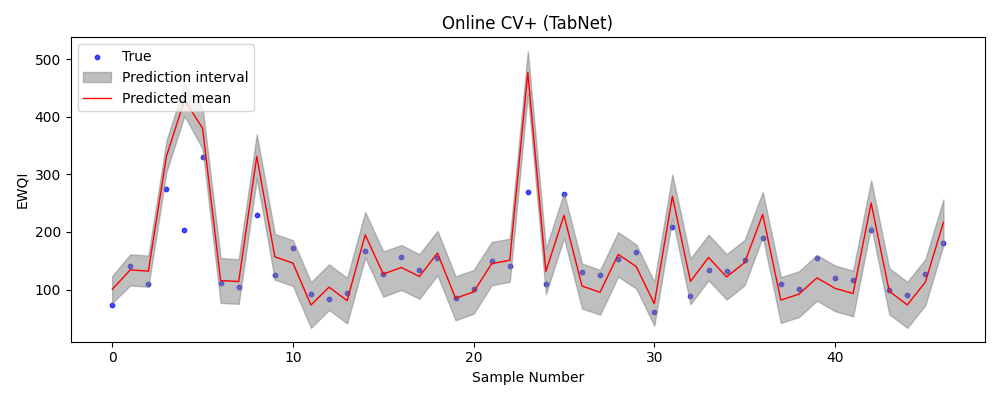 Online CV+ (TabNet)
True
Prediction interval
Predicted mean
500
400
300
200
100
EWQI
0
10
20
30
40
Sample Number